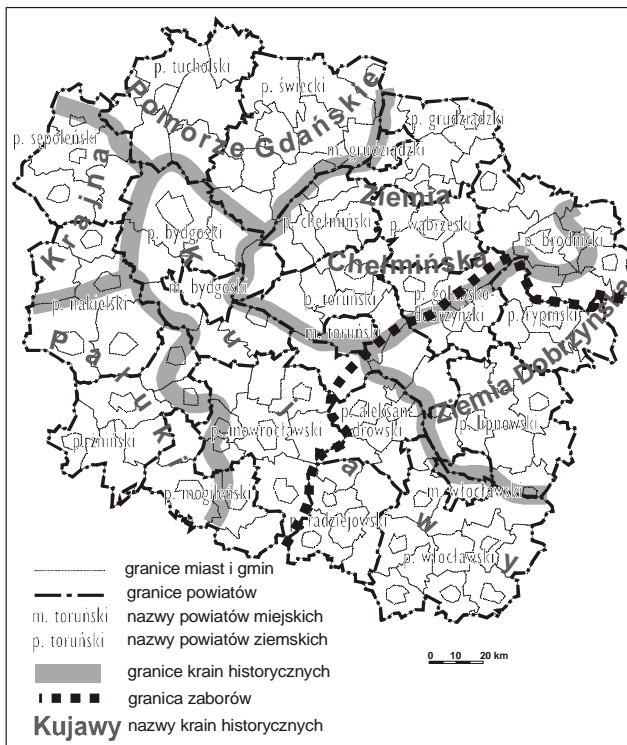 p. tucholski
p. świecki
Pomorze Gdańskie
p. grudziądzki
p. sępoleński
m. grudziądzki
Krajna
Ziemia
p. chełmiński
p. wąbrzeski
p. brodnicki
p. bydgoski
Chełmińska
m. bydgoski
p. toruński
p. golubsko-
dobrzyński
p. nakielski
p. rypiński
m. toruński
Pałuki
Kujawy
Ziemia Dobrzyńska
p. aleksan-
drowski
p. lipnowski
p. żniński
p. inowrocławski
p. mogileński
m. włocławski
p. radziejowski
p. włocławski
granice miast i gmin
granice powiatów
m. toruński nazwy powiatów miejskich
p. toruński nazwy powiatów ziemskich
granice krain historycznych
granica zaborów
Kujawy nazwy krain historycznych
0 10 20 km